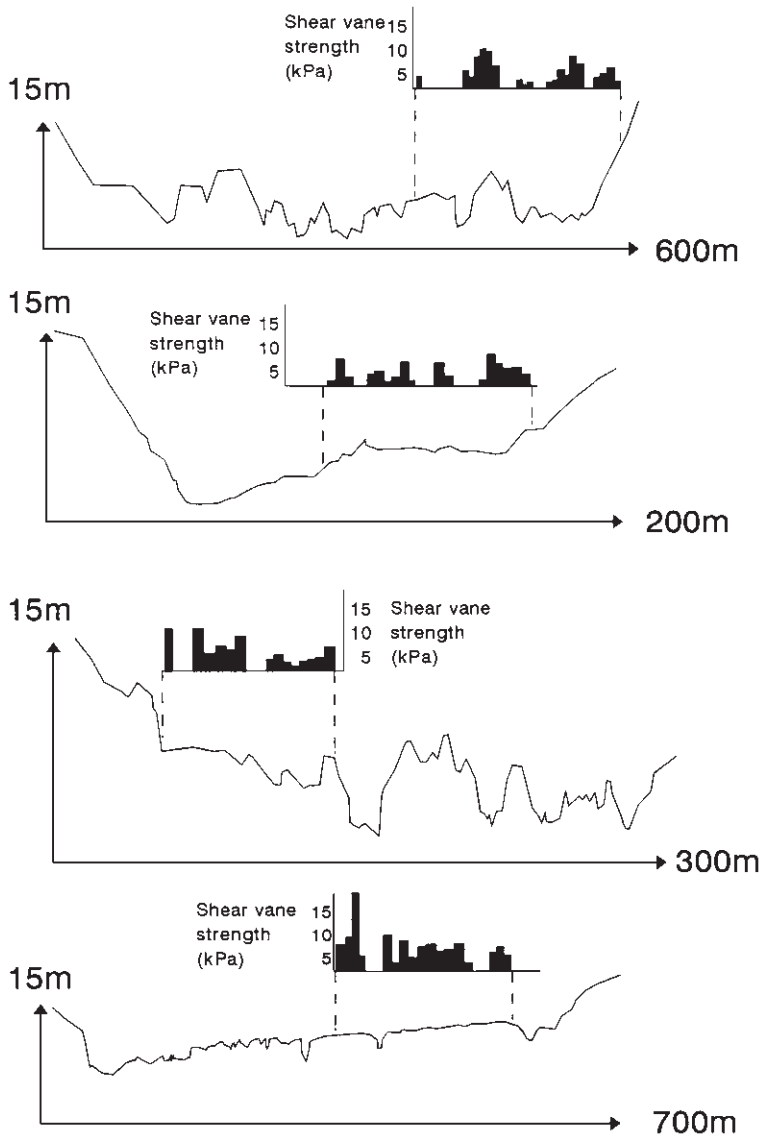 Shear vane 15
strength 10
(kPa) 5
15m
600m
15m
Shear vane 15
strength 10
(kPa) 5
200m
15m
15 Shear vane
10 strength
5 (kPa)
300m
Shear vane 15
strength 10
(kPa) 5
15m
700m